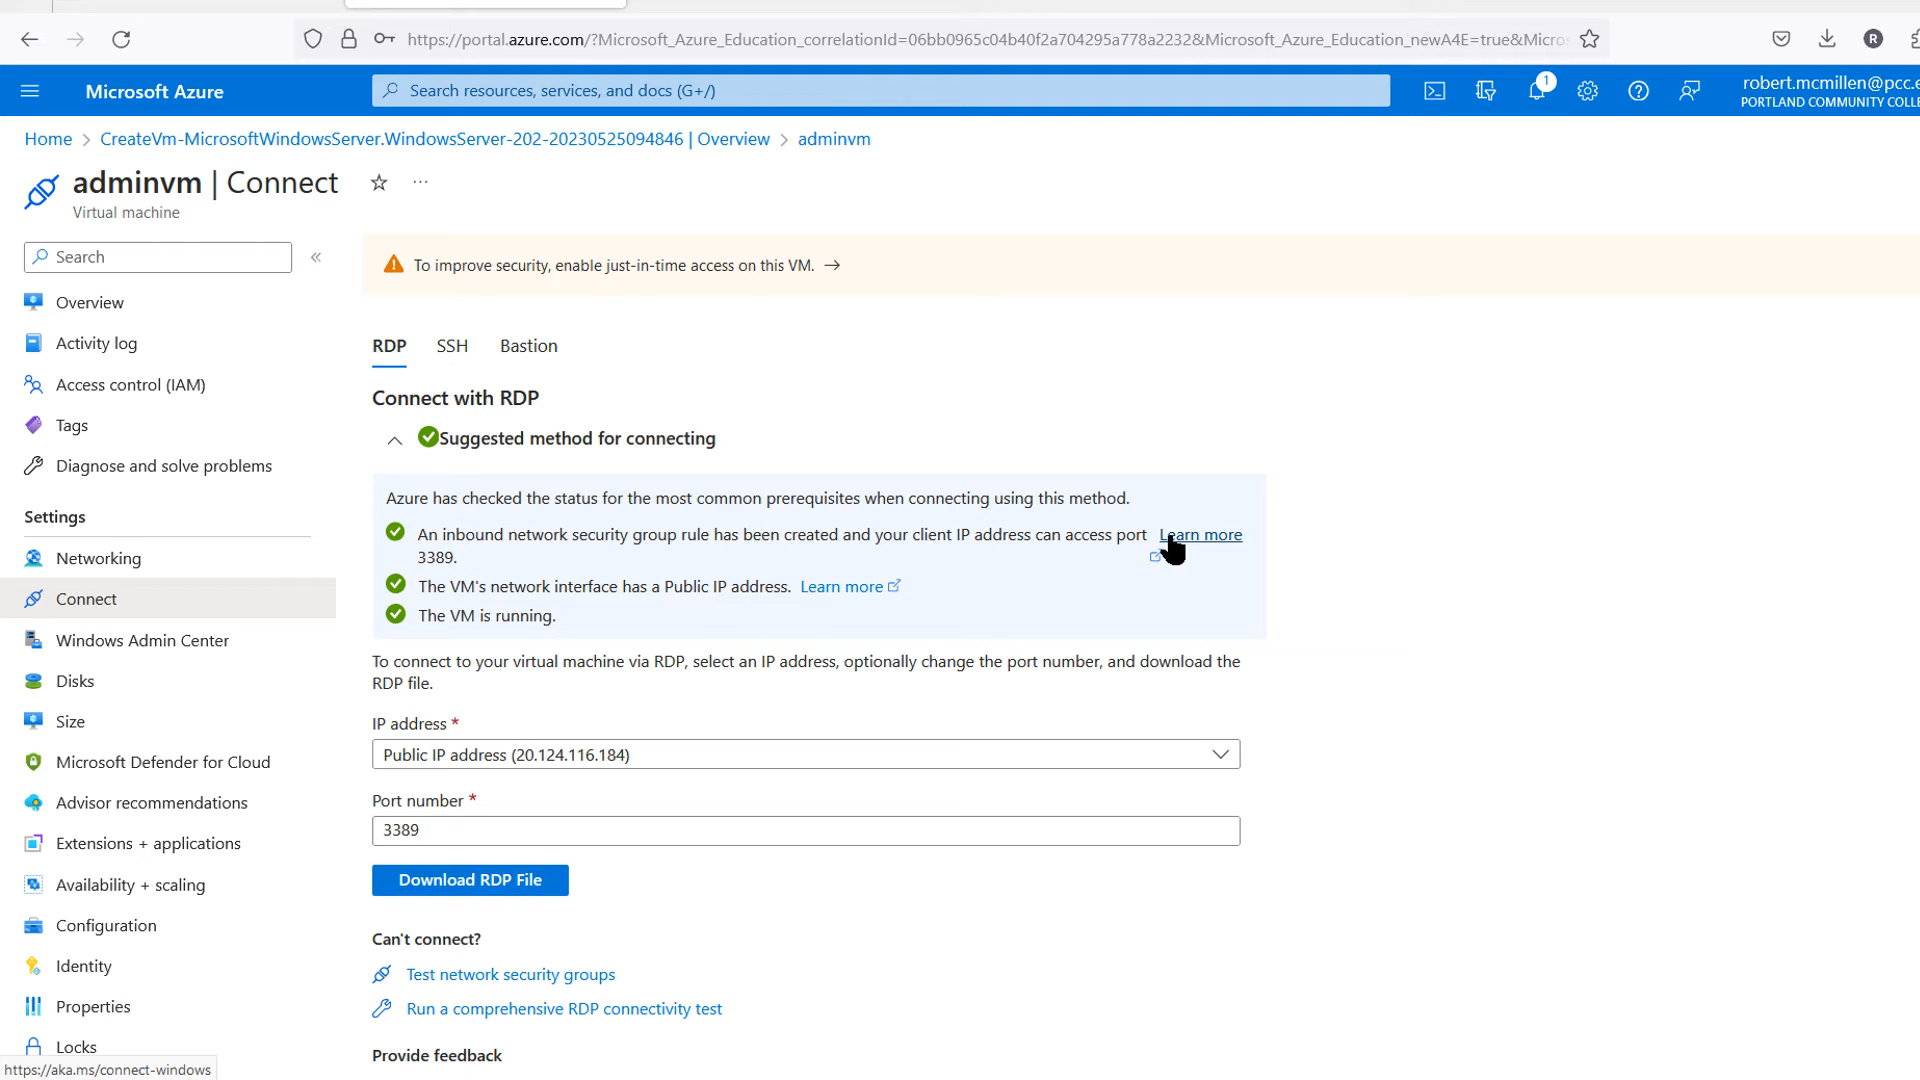 https://portal.azure.com/?Microsoft_Azure_Education_correlationId=06bb0965c04b40f2a704295a778a2232&Microsoft_Azure_Education_newA4E=true&Micros
R
Microsoft Azure
Search resources, services, and docs (G+/)
1
robert.mcmillen@pcc.e
PORTLAND COMMUNITY COLLE
Home > CreateVm-MicrosoftWindowsServer.WindowsServer-202-20230525094846 | Overview > adminvm
adminvm | Connect
Virtual machine
Search
To improve security, enable just-in-time access on this VM. →
Overview
Activity log
Access control (IAM)
Tags
Diagnose and solve problems
Settings
Networking
Connect
Windows Admin Center
Disks
Size
Microsoft Defender for Cloud
Advisor recommendations
Extensions + applications
Availability + scaling
Configuration
Identity
Properties
Locks
RDP SSH Bastion
Connect with RDP
Suggested method for connecting
Azure has checked the status for the most common prerequisites when connecting using this method.
An inbound network security group rule has been created and your client IP address can access port Learn more
3389.
The VM's network interface has a Public IP address. Learn more
The VM is running.
To connect to your virtual machine via RDP, select an IP address, optionally change the port number, and download the
RDP file.
IP address *
Public IP address (20.124.116.184)
Port number *
3389
Download RDP File
Can't connect?
Test network security groups
Run a comprehensive RDP connectivity test
Provide feedback
https://aka.ms/connect-windows